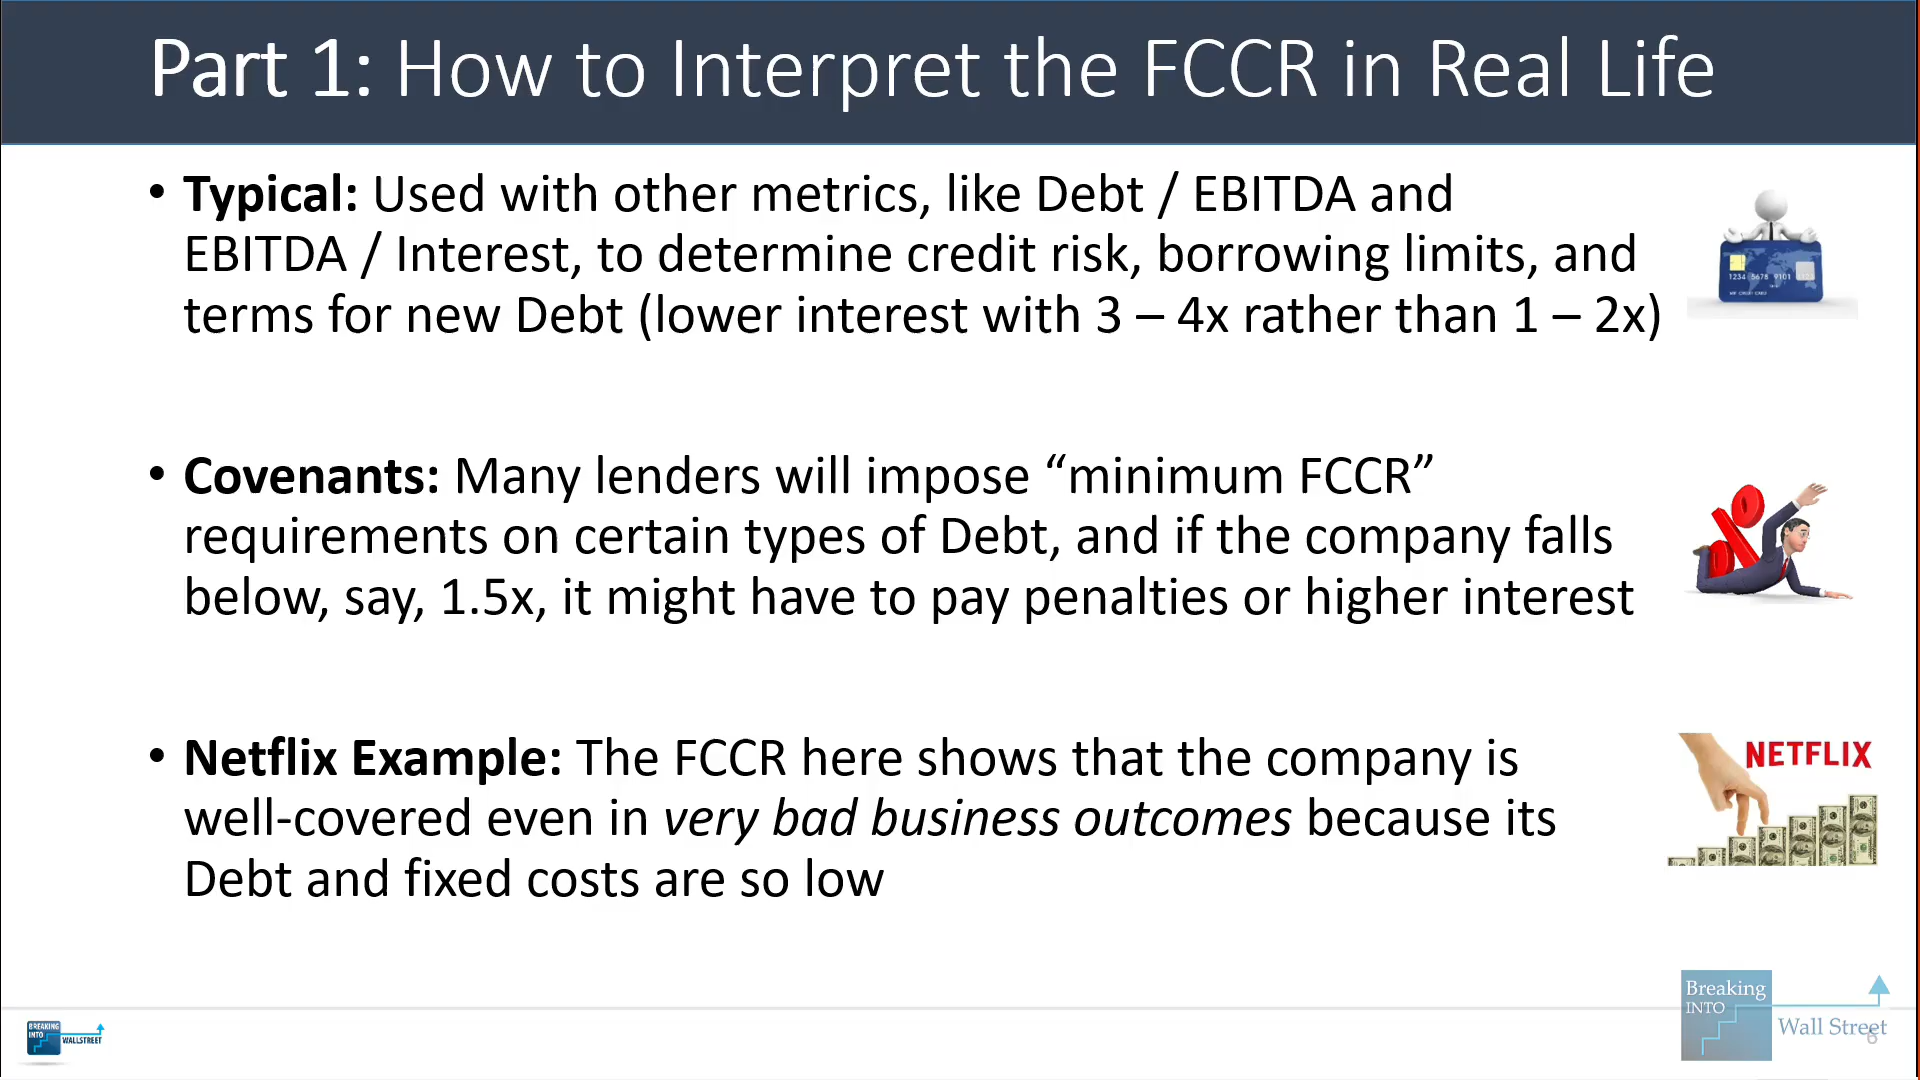 Part 1: How to Interpret the FCCR in Real Life
• Typical: Used with other metrics, like Debt / EBITDA and
EBITDA / Interest, to determine credit risk, borrowing limits, and
terms for new Debt (lower interest with 3 – 4x rather than 1 – 2x)
1234 5678 9101
• Covenants: Many lenders will impose “minimum FCCR”
requirements on certain types of Debt, and if the company falls
below, say, 1.5x, it might have to pay penalties or higher interest
%
• Netflix Example: The FCCR here shows that the company is
well-covered even in very bad business outcomes because its
Debt and fixed costs are so low
NETFLIX
BREAKING
INTO
WALLSTREET
Breaking
INTO
Wall Street
6